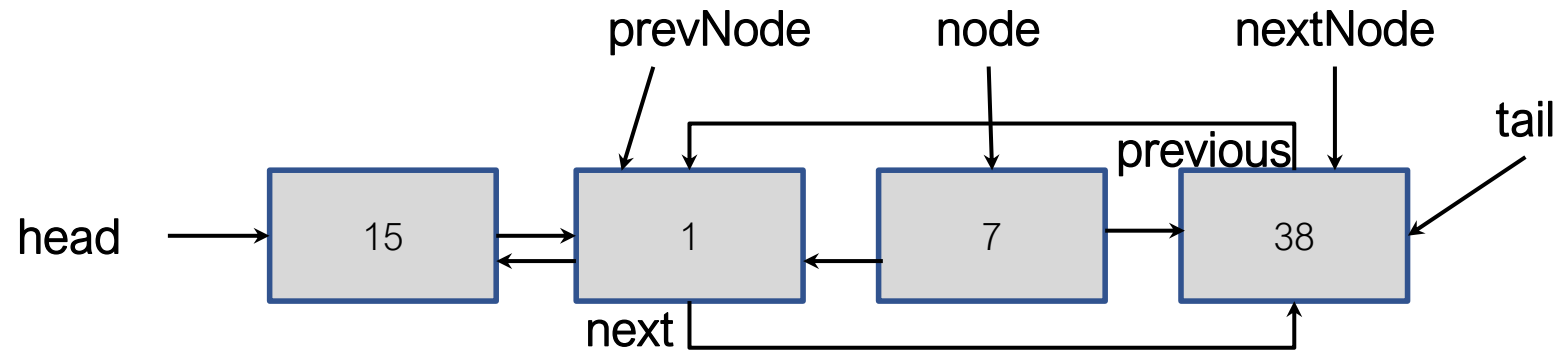 prevNode
node
nextNode
tail
previous
head
15
1
7
38
next